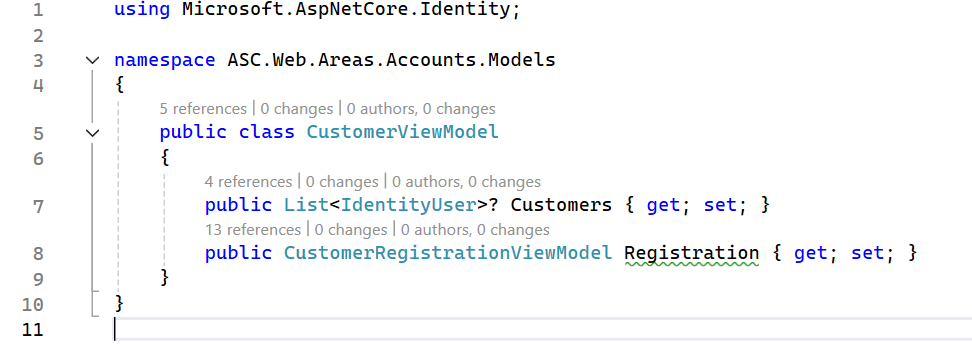 1 using Microsoft.AspNetCore.Identity;
2
3 namespace ASC.Web.Areas.Accounts.Models
4 {
5 references | 0 changes | 0 authors, 0 changes
5 public class CustomerViewModel
6 {
4 references | 0 changes | 0 authors, 0 changes
7 public List<IdentityUser>? Customers { get; set; }
13 references | 0 changes | 0 authors, 0 changes
8 public CustomerRegistrationViewModel Registration { get; set; }
9 }
10 }
11